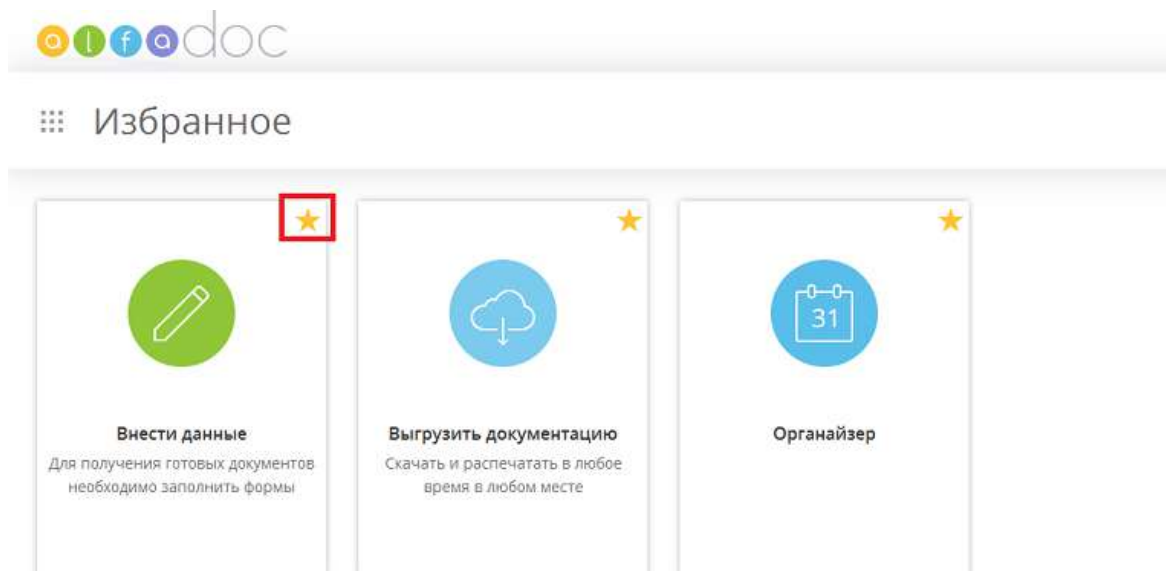 alfadoc
Избранное
31
Внести данные
Для получения готовых документов
необходимо заполнить формы
Выгрузить документацию
Скачать и распечатать в любое
время в любом месте
Органайзер